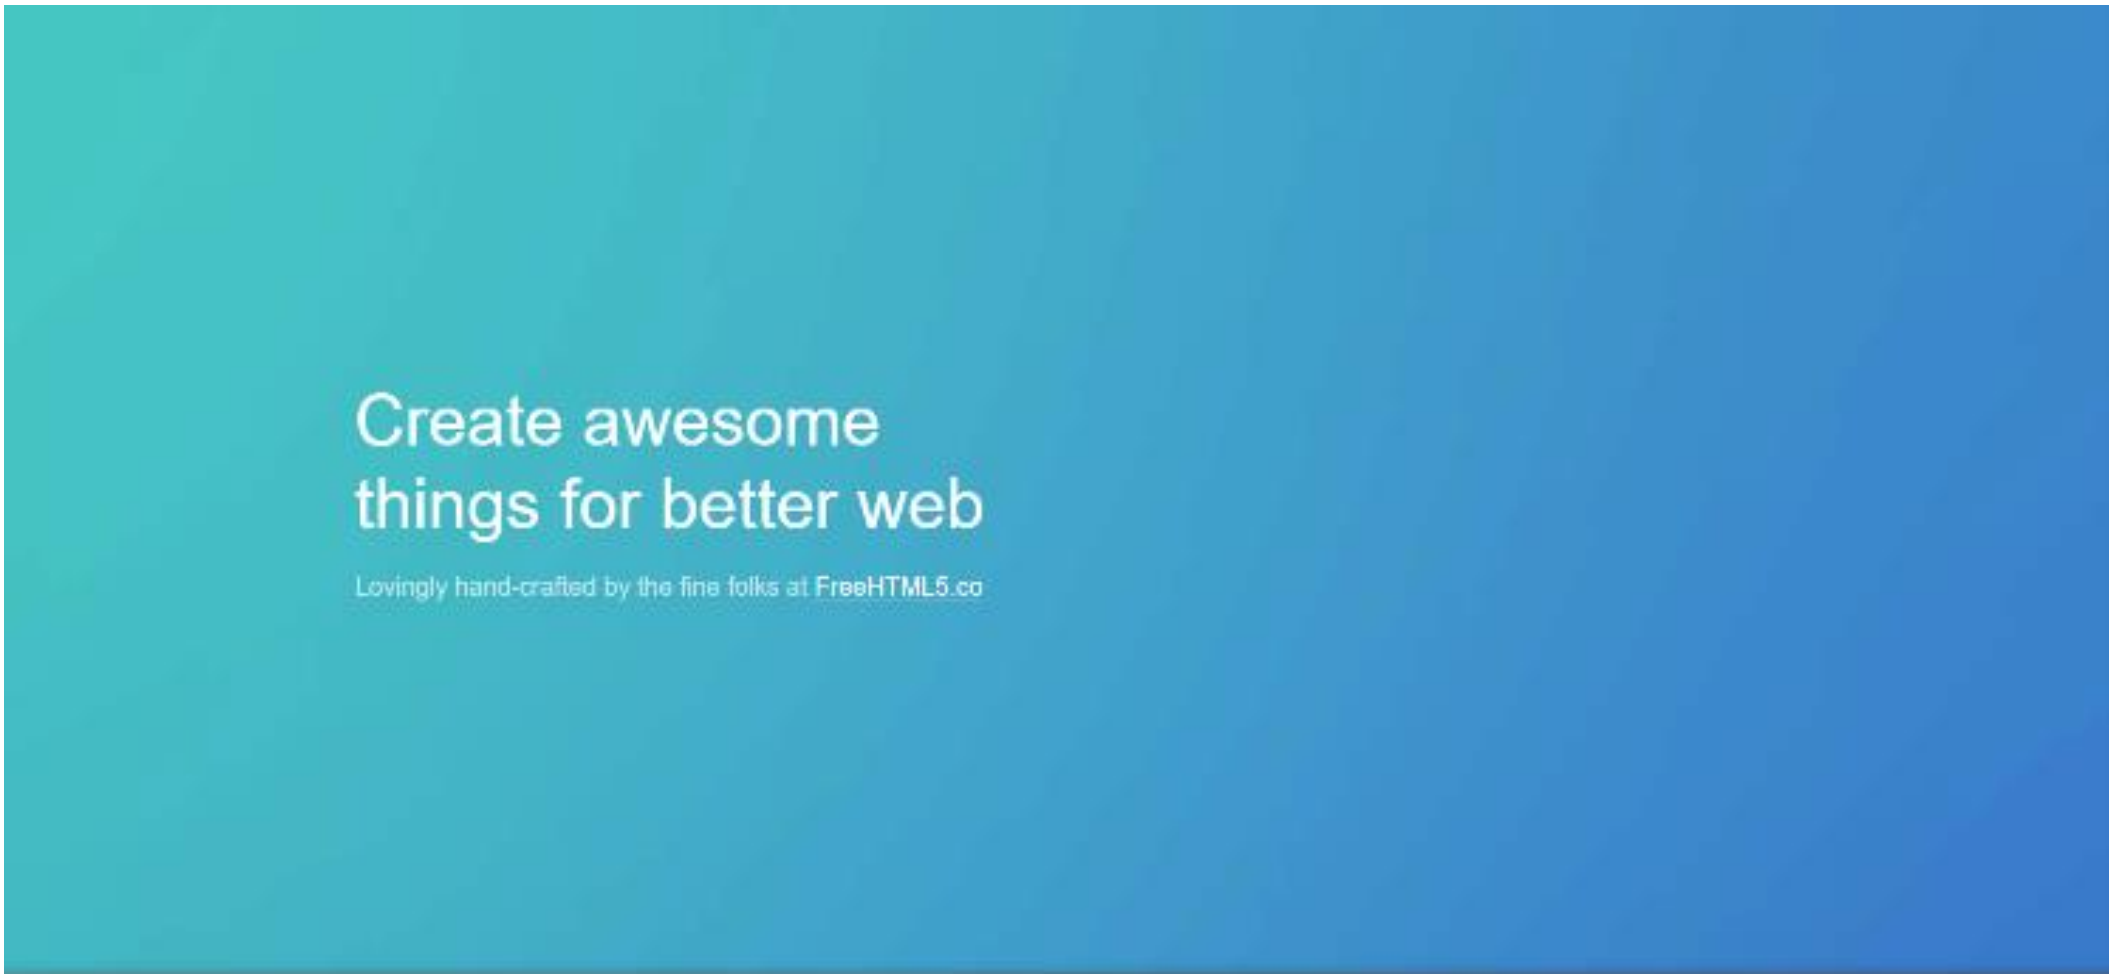 Create awesome
things for better web
Lovingly hand-crafted by the fine folks at FreeHTML5.co